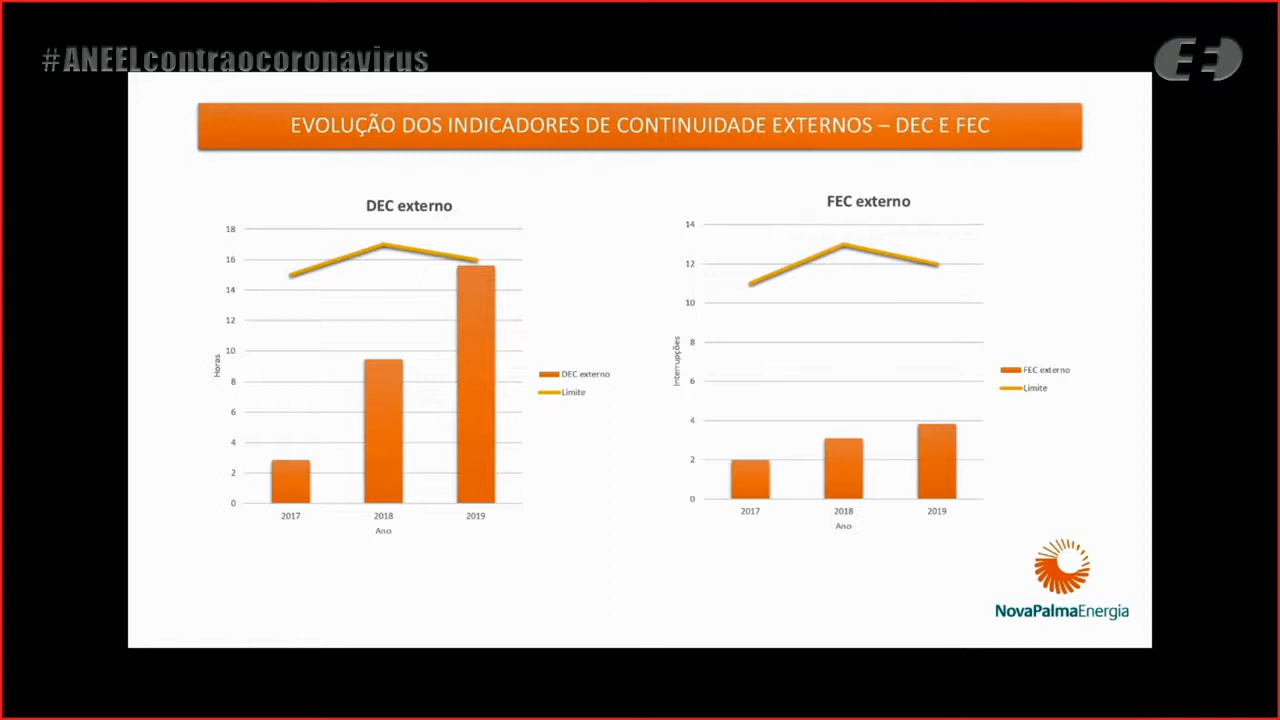 #ANEELcontraocoronavirus
EVOLUÇÃO DOS INDICADORES DE CONTINUIDADE EXTERNOS – DEC E FEC
DEC externo
18
16
14
12
10
8
6
4
2
0
Horas
2017 2018 2019
Ano
DEC externo
Limite
FEC externo
14
12
10
8
6
4
2
0
Interrupções
2017 2018 2019
Ano
FEC externo
Limite
NovaPalmaEnergia